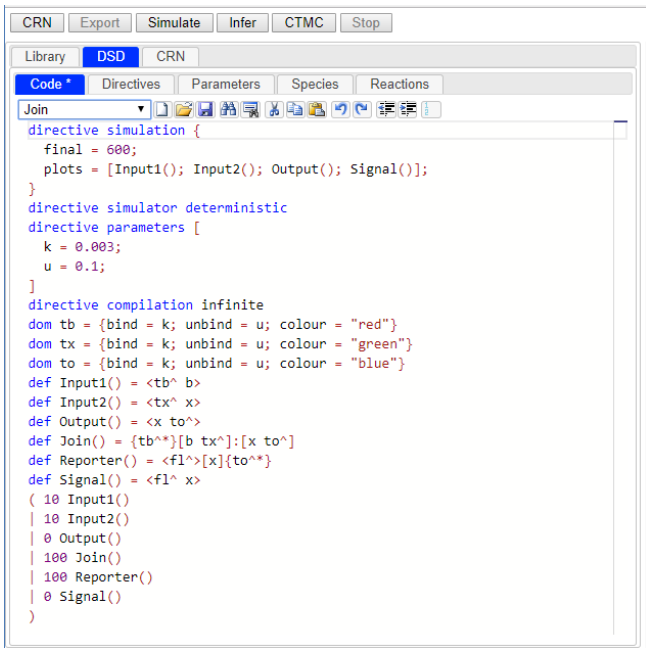 CRN Export Simulate Infer CTMC Stop
Library DSD CRN
Code * Directives Parameters Species Reactions
Join
directive simulation {
  final = 600;
  plots = [Input1(); Input2(); Output(); Signal()];
}
directive simulator deterministic
directive parameters [
  k = 0.003;
  u = 0.1;
]
directive compilation infinite
dom tb = {bind = k; unbind = u; colour = "red"}
dom tx = {bind = k; unbind = u; colour = "green"}
dom to = {bind = k; unbind = u; colour = "blue"}
def Input1() = <tb^ b>
def Input2() = <tx^ x>
def Output() = <x to^>
def Join() = {tb^*}[b tx^]:[x to^]
def Reporter() = <fl^>[x]{to^*}
def Signal() = <fl^ x>
( 10 Input1()
| 10 Input2()
| 0 Output()
| 100 Join()
| 100 Reporter()
| 0 Signal()
)